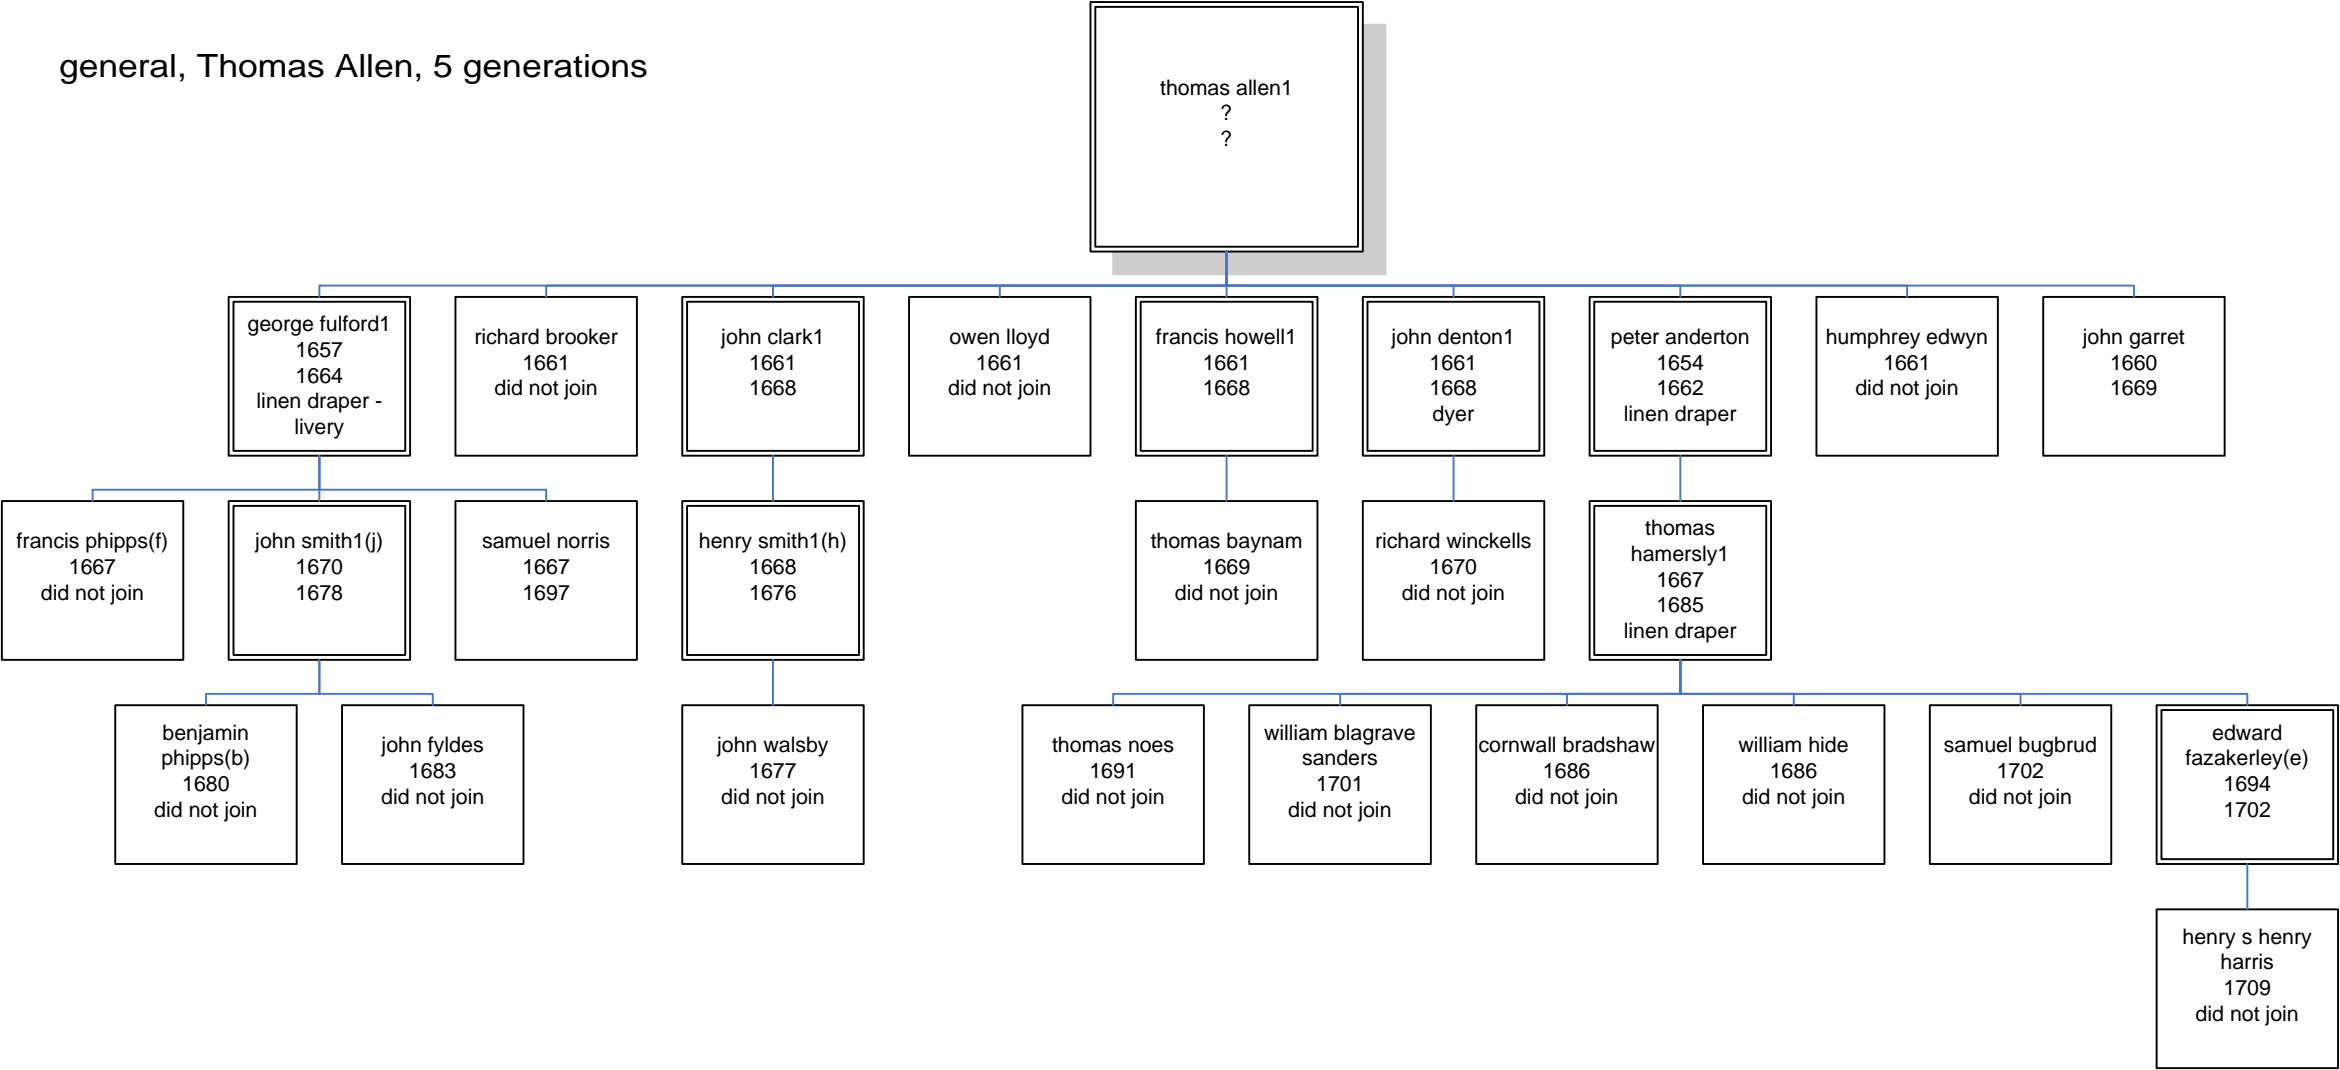 general, Thomas Allen, 5 generations
thomas allen1
?
?
george fulford1
1657
1664
linen draper -
livery
richard brooker
1661
did not join
john clark1
1661
1668
owen lloyd
1661
did not join
francis howell1
1661
1668
john denton1
1661
1668
dyer
peter anderton
1654
1662
linen draper
humphrey edwyn
1661
did not join
john garret
1660
1669
francis phipps(f)
1667
did not join
john smith1(j)
1670
1678
samuel norris
1667
1697
henry smith1(h)
1668
1676
thomas baynam
1669
did not join
richard winckells
1670
did not join
thomas
hamersly1
1667
1685
linen draper
benjamin
phipps(b)
1680
did not join
john fyldes
1683
did not join
john walsby
1677
did not join
thomas noes
1691
did not join
william blagrave
sanders
1701
did not join
cornwall bradshaw
1686
did not join
william hide
1686
did not join
samuel bugbrud
1702
did not join
edward
fazakerley(e)
1694
1702
henry s henry
harris
1709
did not join